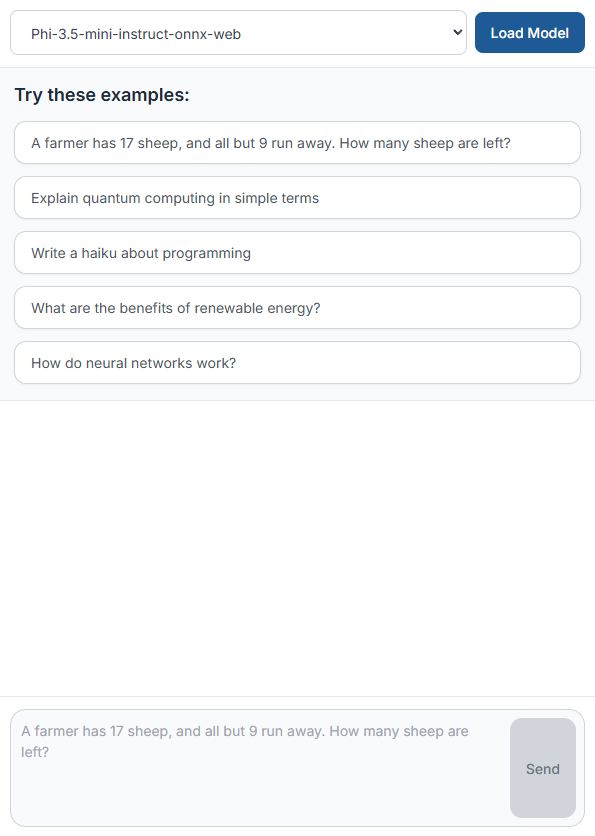 Phi-3.5-mini-instruct-onnx-web
Load Model
Try these examples:
A farmer has 17 sheep, and all but 9 run away. How many sheep are left?
Explain quantum computing in simple terms
Write a haiku about programming
What are the benefits of renewable energy?
How do neural networks work?
A farmer has 17 sheep, and all but 9 run away. How many sheep are
left?
Send